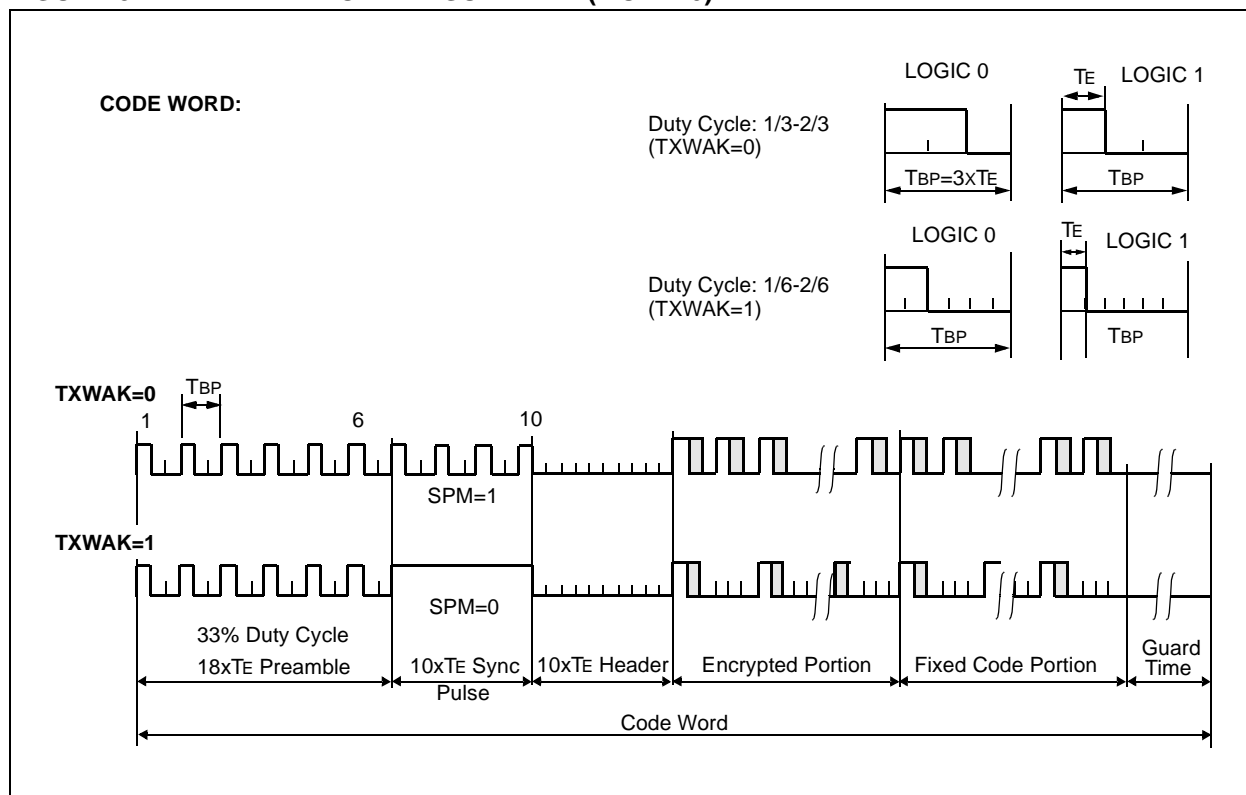 CODE WORD:
LOGIC 0
TE
LOGIC 1
Duty Cycle: 1/3-2/3
(TXWAK=0)
TBP=3XTE
TBP
LOGIC 0
TE
LOGIC 1
Duty Cycle: 1/6-2/6
(TXWAK=1)
TBP
TBP
TXWAK=0
TBP
1
6
10
SPM=1
TXWAK=1
SPM=0
33% Duty Cycle
18xTE Preamble
10xTE Sync
Pulse
10xTE Header
Encrypted Portion
Fixed Code Portion
Guard
Time
Code Word